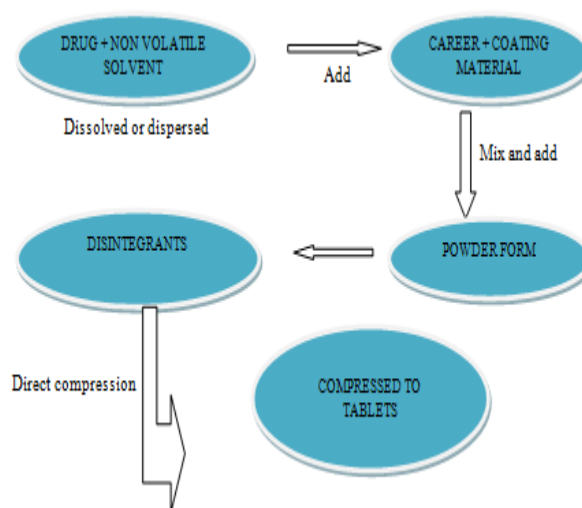 DRUG + NON VOLATILE
SOLVENT
Add
CAREER + COATING
MATERIAL
Dissolved or dispersed
Mix and add
POWDER FORM
DISINTEGRANTS
Direct compression
COMPRESSED TO
TABLETS